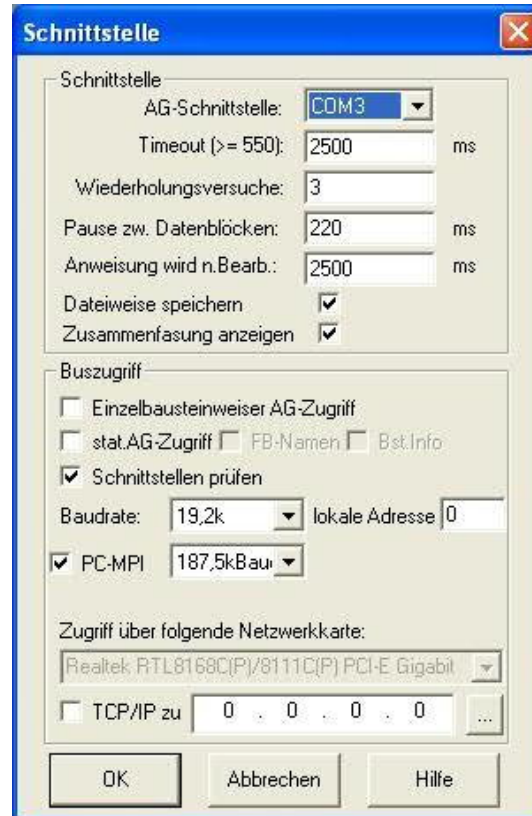 Schnittstelle
Schnittstelle
AG-Schnittstelle: COM3
Timeout (>= 550): 2500 ms
Wiederholungsversuche: 3
Pause zw. Datenblöcken: 220 ms
Anweisung wird n.Bearb.: 2500 ms
Dateiweise speichern
Zusammenfasung anzeigen
Buszugriff
Einzelbausteinweiser AG-Zugriff
stat.AG-Zugriff FB-Namen Bst.Info
Schnittstellen prüfen
Baudrate: 19,2k lokale Adresse 0
PC-MPI 187,5kBau
Zugriff über folgende Netzwerkkarte:
Realtek RTL8168C(P)/8111C(P) PCI-E Gigabit
TCP/IP zu 0 . 0 . 0 . 0 ...
OK Abbrechen Hilfe